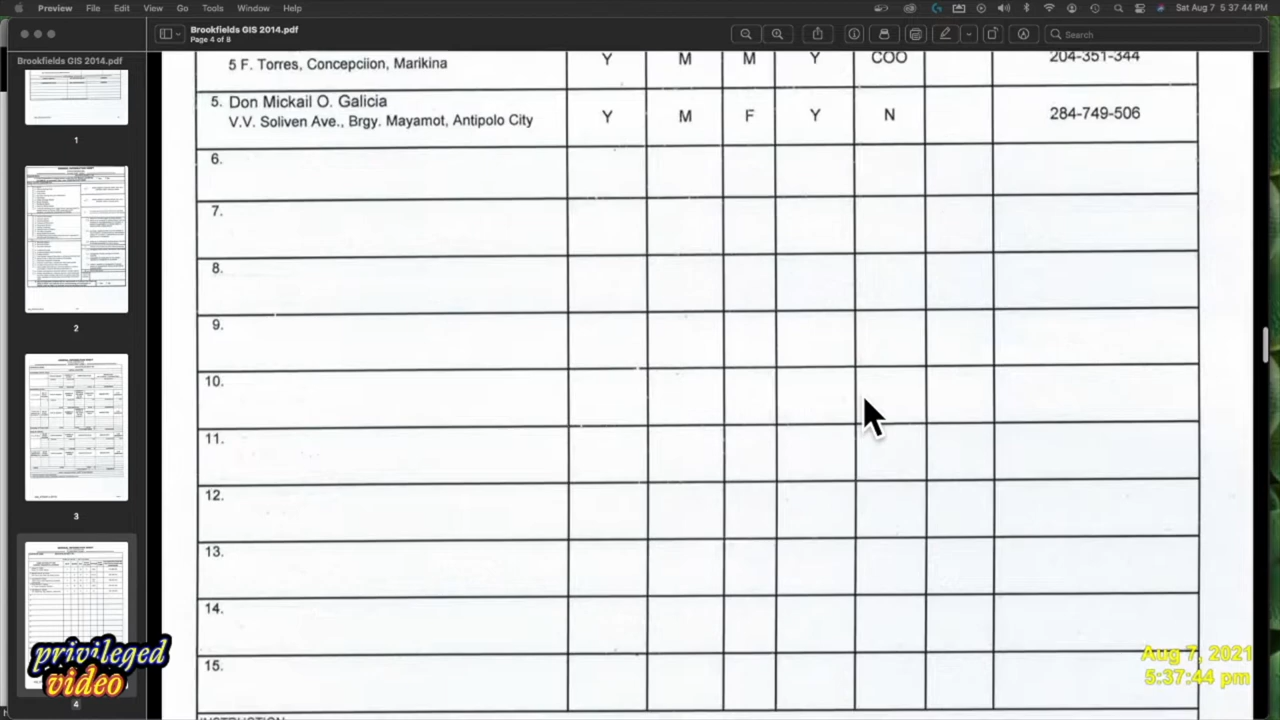 Preview File Edit View Go Tools Window Help
Sat Aug 7 5:37:44 PM
Brookfields GIS 2014.pdf
Page 4 of 8
Search
Brookfields GIS 2014.pdf
1
2
3
4
5 F. Torres, Concepciion, Marikina Y M M Y COO 204-351-344
5. Don Mickail O. Galicia
V.V. Soliven Ave., Brgy. Mayamot, Antipolo City Y M F Y N 284-749-506
6.
7.
8.
9.
10.
11.
12.
13.
14.
15.
INSTRUCTION
privileged
video
Aug 7, 2021
5:37:44 pm